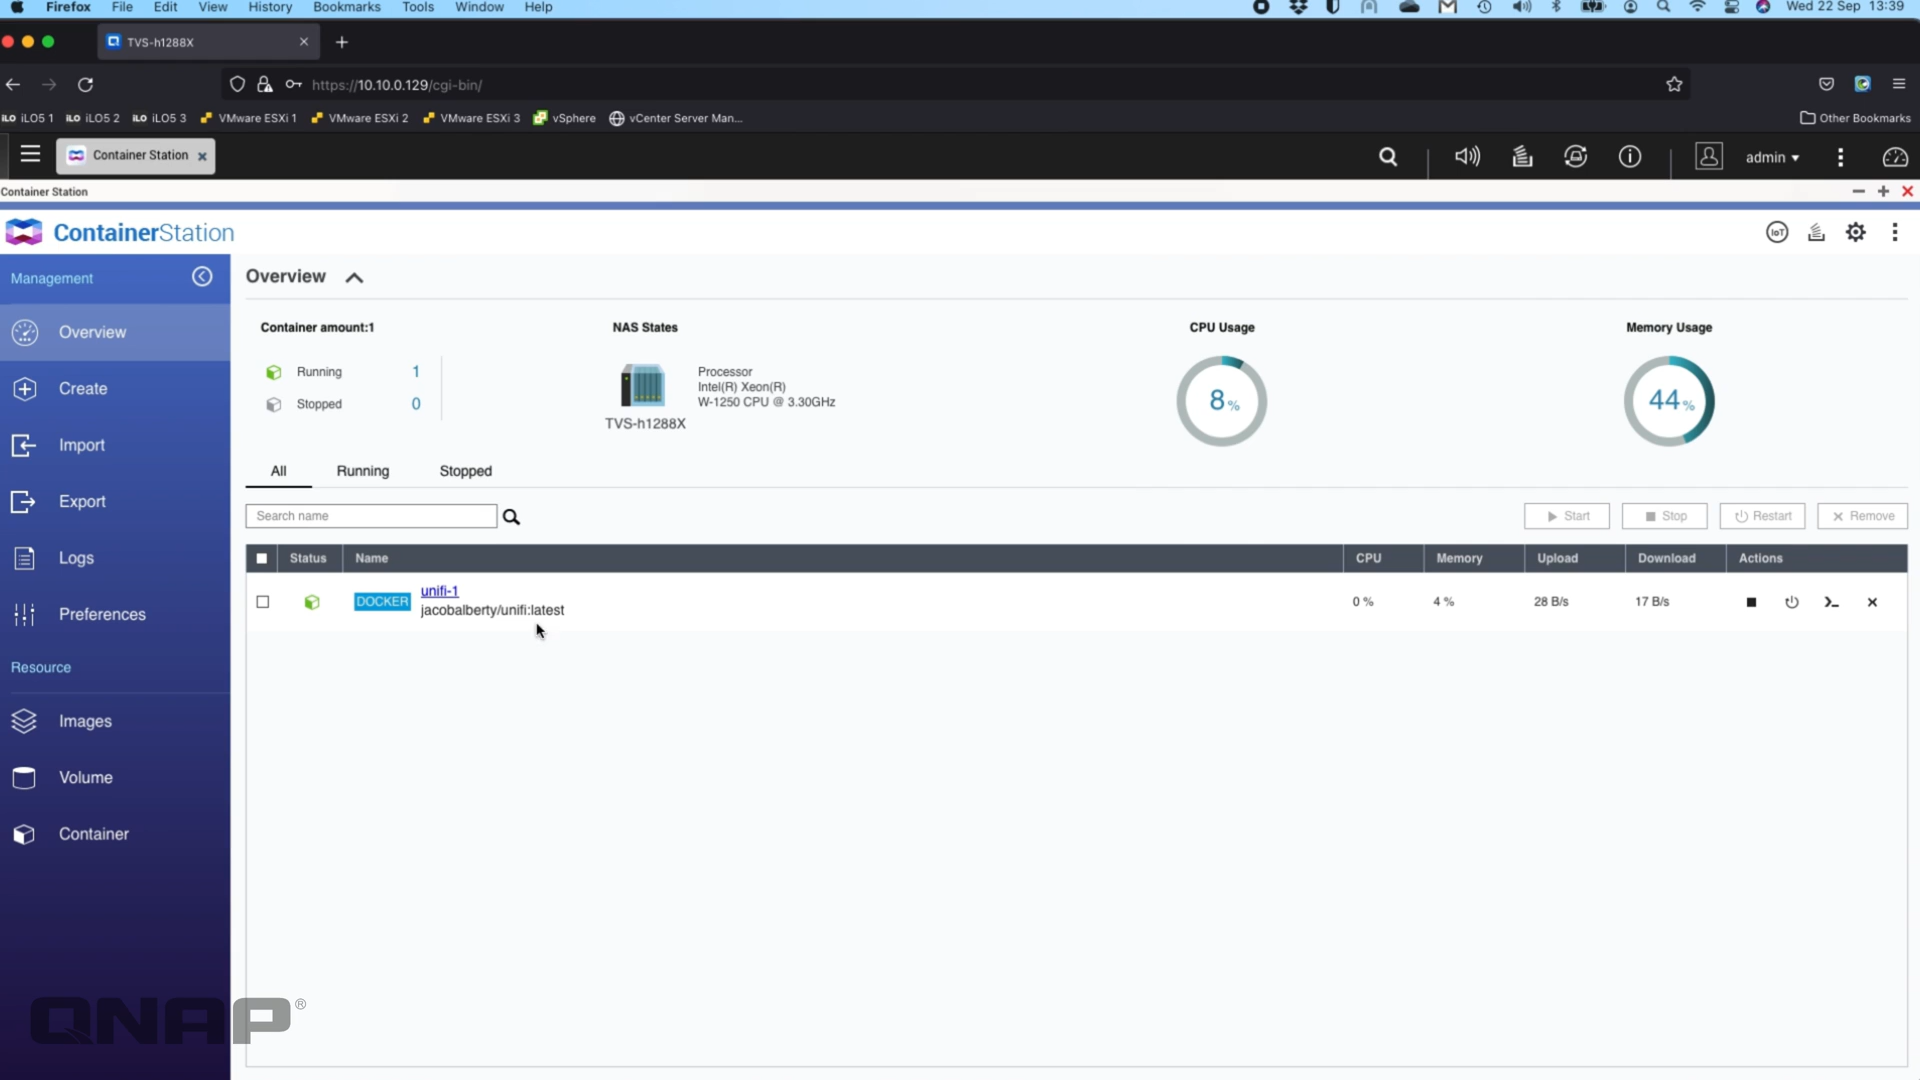 Firefox File Edit View History Bookmarks Tools Window Help Wed 22 Sep 13:39
TVS-h1288X
https://10.10.0.129/cgi-bin/
iLO iLO5 1 iLO iLO5 2 iLO iLO5 3 VMware ESXi 1 VMware ESXi 2 VMware ESXi 3 vSphere vCenter Server Man... Other Bookmarks
Container Station admin
Container Station
ContainerStation IoT
Management
Overview
Create
Import
Export
Logs
Preferences
Resource
Images
Volume
Container
Overview
Container amount:1
Running 1
Stopped 0
NAS States
Processor
Intel(R) Xeon(R)
W-1250 CPU @ 3.30GHz
TVS-h1288X
CPU Usage
8%
Memory Usage
44%
All Running Stopped
Search name Start Stop Restart Remove
Status Name CPU Memory Upload Download Actions
DOCKER unifi-1 0 % 4 % 28 B/s 17 B/s
jacobalberty/unifi:latest
QNAP®